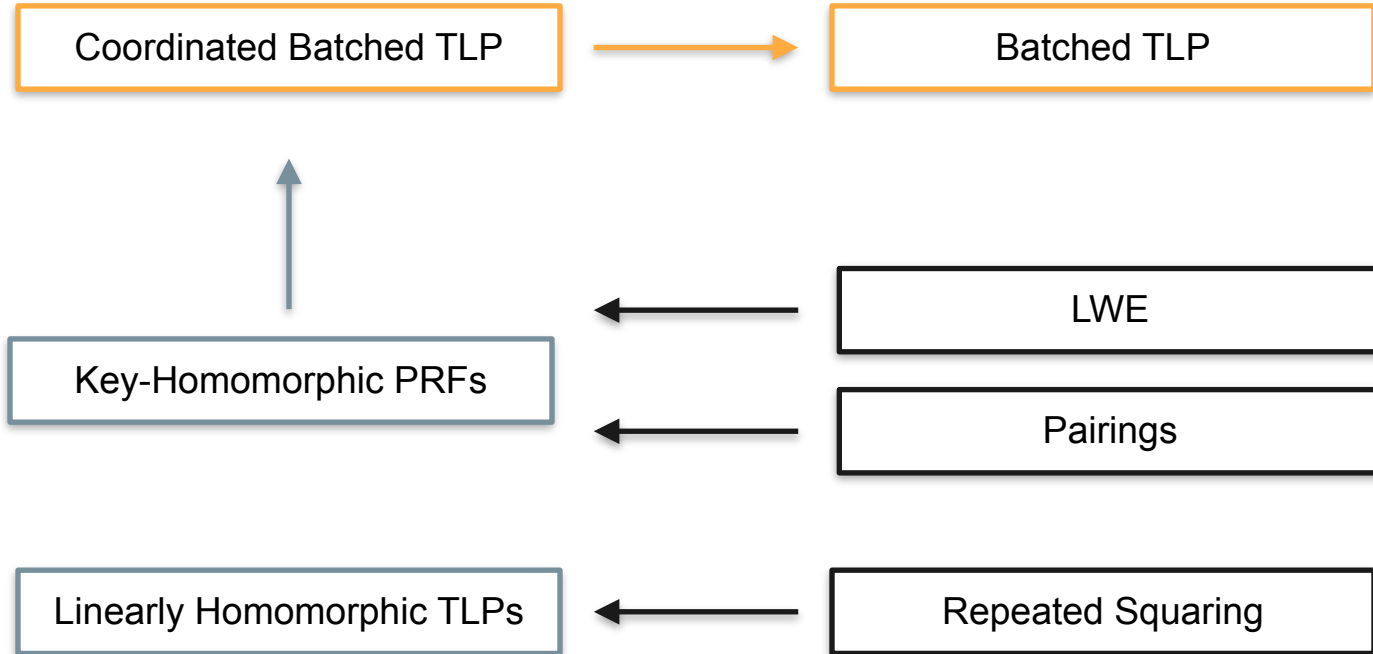 Coordinated Batched TLP
Batched TLP
LWE
Key-Homomorphic PRFs
Pairings
Linearly Homomorphic TLPs
Repeated Squaring